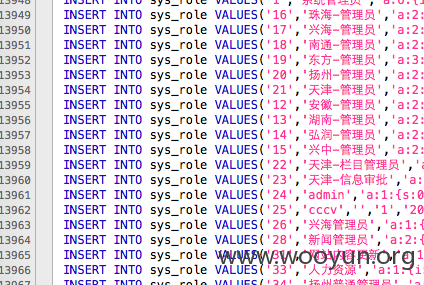 13948 INSERT INTO sys_role VALUES('1','系统管理员','a:6:{i
13949 INSERT INTO sys_role VALUES('16','珠海-管理员','a:2:
13950 INSERT INTO sys_role VALUES('17','兴海-管理员','a:2:
13951 INSERT INTO sys_role VALUES('18','南通-管理员','a:2:
13952 INSERT INTO sys_role VALUES('19','东方-管理员','a:3:
13953 INSERT INTO sys_role VALUES('20','扬州-管理员','a:2:
13954 INSERT INTO sys_role VALUES('21','天津-管理员','a:2:
13955 INSERT INTO sys_role VALUES('12','安徽-管理员','a:2:
13956 INSERT INTO sys_role VALUES('13','湖南-管理员','a:2:
13957 INSERT INTO sys_role VALUES('14','弘润-管理员','a:2:
13958 INSERT INTO sys_role VALUES('15','兴中-管理员','a:2:
13959 INSERT INTO sys_role VALUES('22','天津-栏目管理员','a
13960 INSERT INTO sys_role VALUES('23','天津-信息审批','a:
13961 INSERT INTO sys_role VALUES('24','admin','a:1:{s:0
13962 INSERT INTO sys_role VALUES('25','cccv','','1','20
13963 INSERT INTO sys_role VALUES('26','兴海管理员','a:1:{
13964 INSERT INTO sys_role VALUES('28','新闻管理员','a:2:{
13965 INSERT INTO sys_role VALUES('3
www.wooyun.org
13966 INSERT INTO sys_role VALUES('33','人力资源','a:1:{i:
INSERT INTO sys_role VALUES('34','扬州普通管理员'